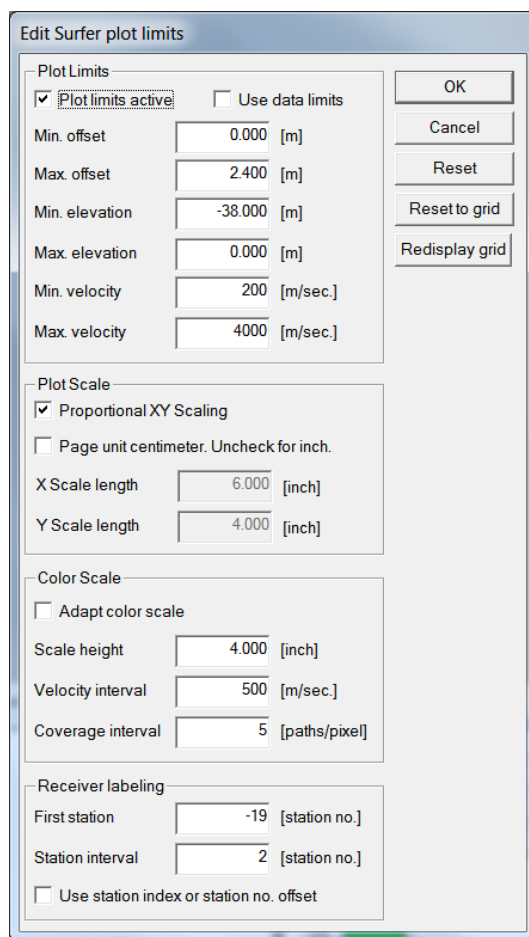 Edit Surfer plot limits
Plot Limits
Plot limits active Use data limits
Min. offset 0.000 [m]
Max. offset 2.400 [m]
Min. elevation -38.000 [m]
Max. elevation 0.000 [m]
Min. velocity 200 [m/sec.]
Max. velocity 4000 [m/sec.]
OK
Cancel
Reset
Reset to grid
Redisplay grid
Plot Scale
Proportional XY Scaling
Page unit centimeter. Uncheck for inch.
X Scale length 6.000 [inch]
Y Scale length 4.000 [inch]
Color Scale
Adapt color scale
Scale height 4.000 [inch]
Velocity interval 500 [m/sec.]
Coverage interval 5 [paths/pixel]
Receiver labeling
First station -19 [station no.]
Station interval 2 [station no.]
Use station index or station no. offset